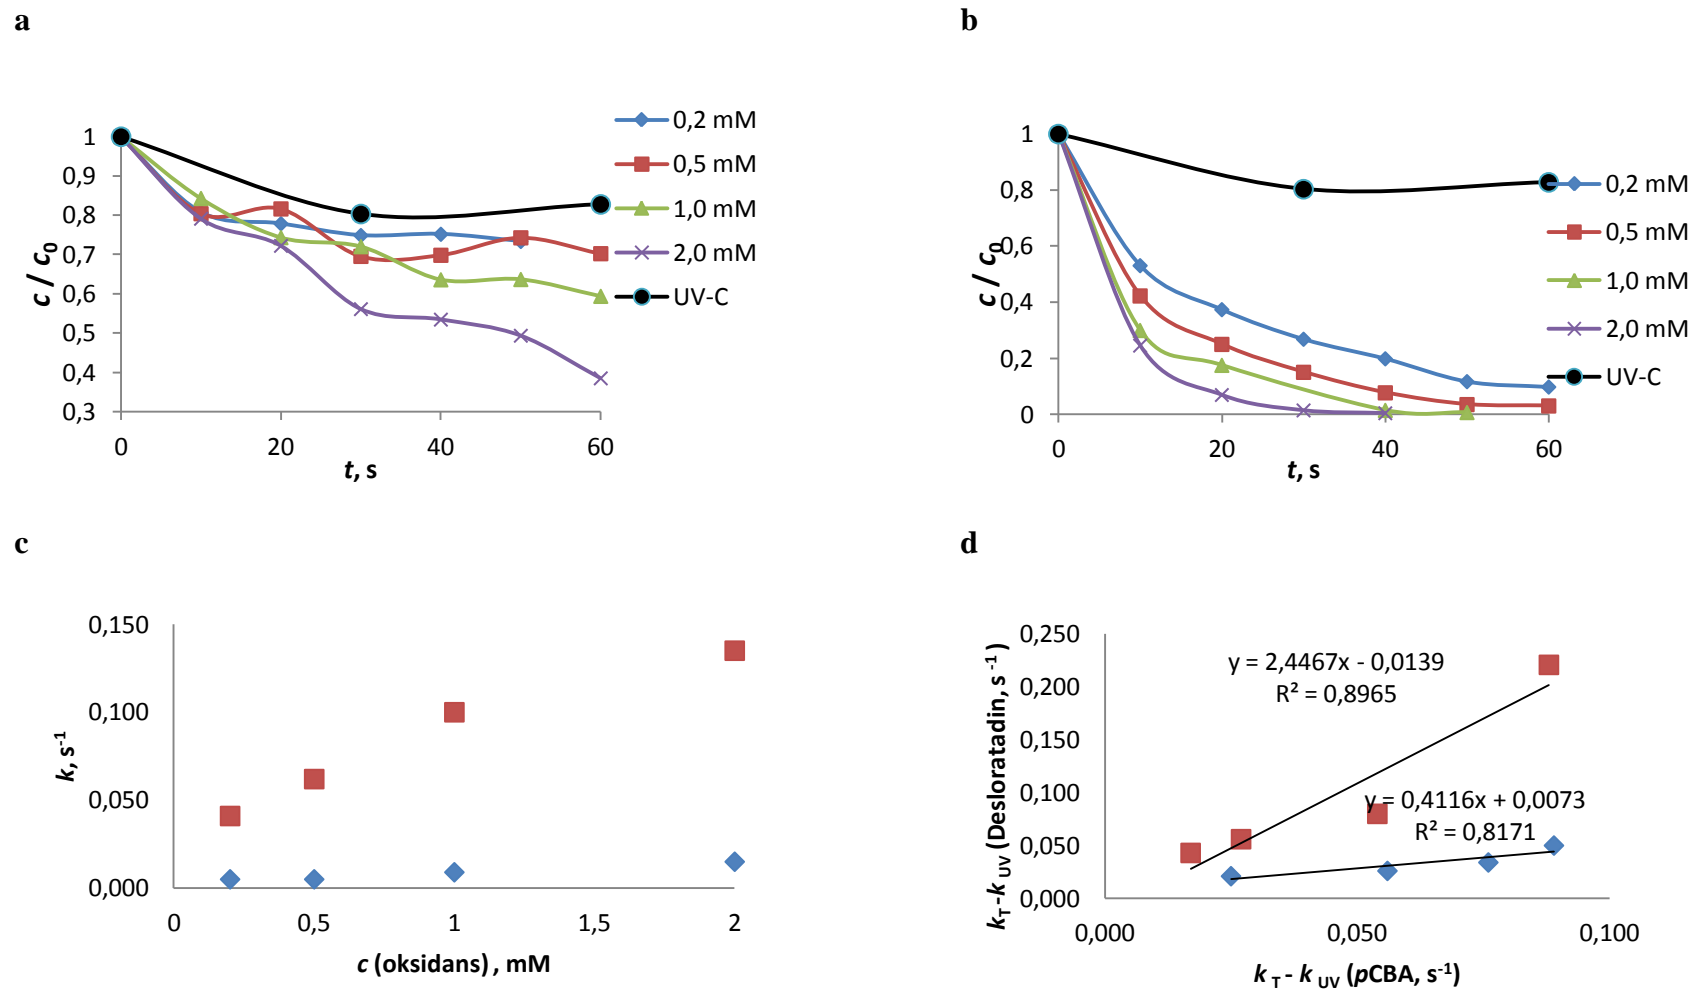 a
1
0,9
0,8
0,7
0,6
0,5
0,4
0,3
c / c0
0 20 40 60
t, s
0,2 mM
0,5 mM
1,0 mM
2,0 mM
UV-C
b
1
0,8
0,6
0,4
0,2
0
c / c0
0 20 40 60
t, s
0,2 mM
0,5 mM
1,0 mM
2,0 mM
UV-C
c
0,150
0,100
0,050
0,000
k, s-1
0 0,5 1 1,5 2
c (oksidans) , mM
d
0,250
0,200
0,150
0,100
0,050
0,000
kT-kUV (Desloratadin, s-1)
y = 2,4467x - 0,0139
R² = 0,8965
y = 0,4116x + 0,0073
R² = 0,8171
0,000 0,050 0,100
kT - kUV (pCBA, s-1)